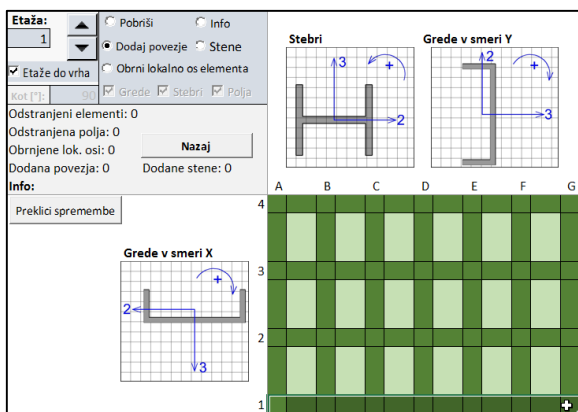 Etaža:
1
Etaže do vrha
Kot [°]: 90
Pobriši
Info
Dodaj povezje
Stene
Obrni lokalno os elementa
Grede
Stebri
Polja
Odstranjeni elementi: 0
Odstranjena polja: 0
Obrnjene lok. osi: 0
Nazaj
Dodana povezja: 0
Dodane stene: 0
Info:
Preklici spremembe
Stebri
3
+
2
Grede v smeri Y
2
+
3
Grede v smeri X
+
2
3
A B C D E F G
4
3
2
1